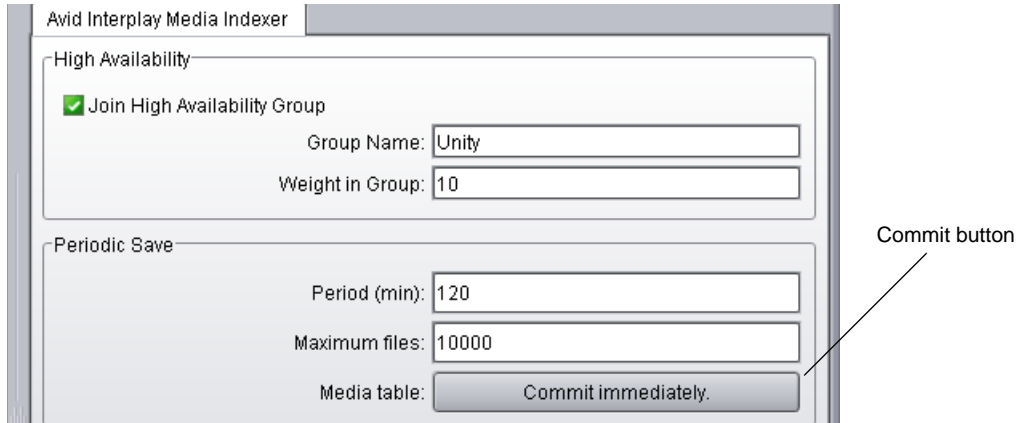 Avid Interplay Media Indexer
High Availability
Join High Availability Group
Group Name: Unity
Weight in Group: 10
Periodic Save
Commit button
Period (min): 120
Maximum files: 10000
Media table: Commit immediately.